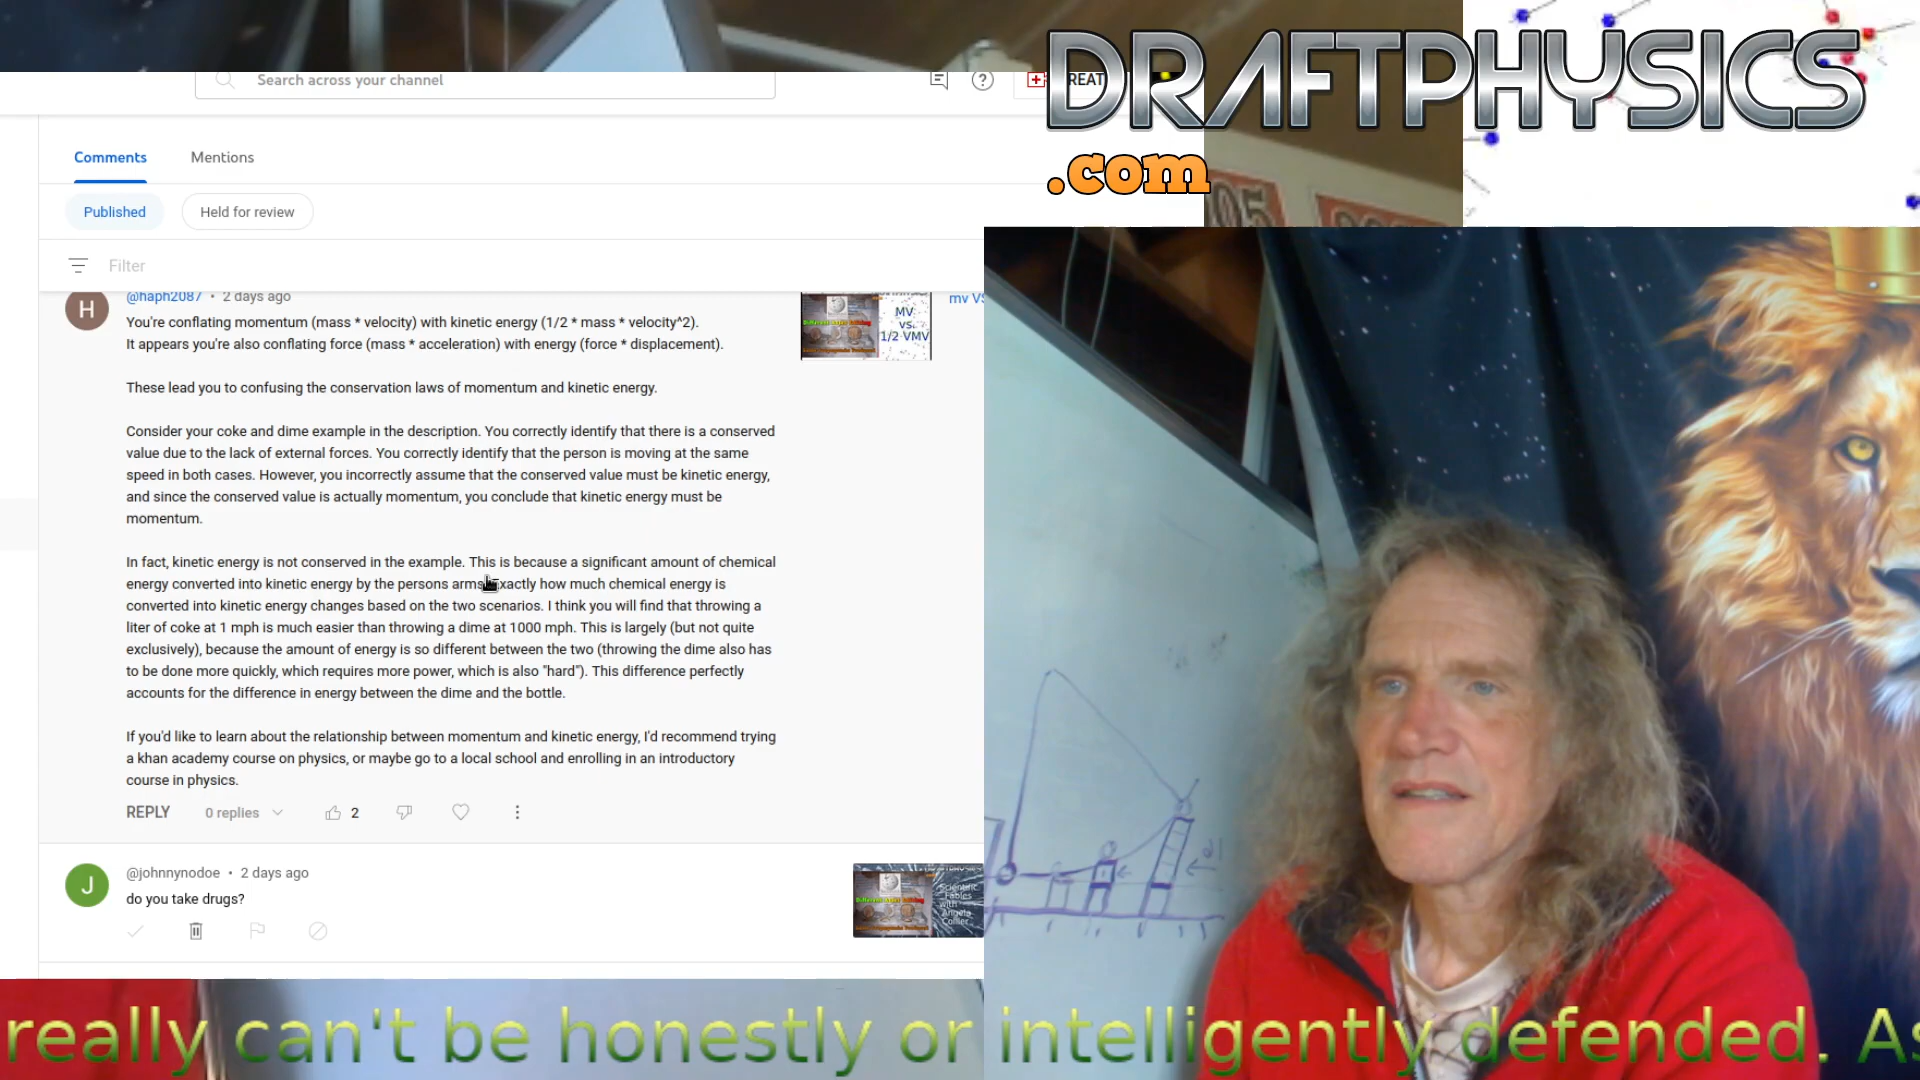 DRAFTPHYSICS
.com
Search across your channel
REAT
Comments
Mentions
Published
Held for review
Filter
H
@haph2087 • 2 days ago
mv VS
You're conflating momentum (mass * velocity) with kinetic energy (1/2 * mass * velocity^2).
It appears you're also conflating force (mass * acceleration) with energy (force * displacement).
MV
vs.
1/2 VMV
These lead you to confusing the conservation laws of momentum and kinetic energy.
Consider your coke and dime example in the description. You correctly identify that there is a conserved
value due to the lack of external forces. You correctly identify that the person is moving at the same
speed in both cases. However, you incorrectly assume that the conserved value must be kinetic energy,
and since the conserved value is actually momentum, you conclude that kinetic energy must be
momentum.
In fact, kinetic energy is not conserved in the example. This is because a significant amount of chemical
energy converted into kinetic energy by the persons arms. Exactly how much chemical energy is
converted into kinetic energy changes based on the two scenarios. I think you will find that throwing a
liter of coke at 1 mph is much easier than throwing a dime at 1000 mph. This is largely (but not quite
exclusively), because the amount of energy is so different between the two (throwing the dime also has
to be done more quickly, which requires more power, which is also "hard"). This difference perfectly
accounts for the difference in energy between the dime and the bottle.
If you'd like to learn about the relationship between momentum and kinetic energy, I'd recommend trying
a khan academy course on physics, or maybe go to a local school and enrolling in an introductory
course in physics.
REPLY
0 replies
2
J
@johnnynodoe • 2 days ago
do you take drugs?
Scientific
Fables
with
Angela
Collier
really can't be honestly or intelligently defended. As